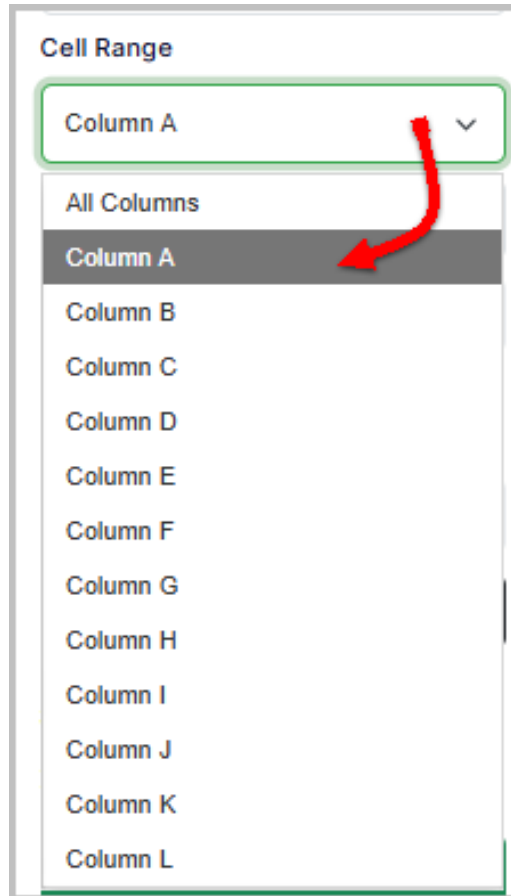 Cell Range
Column A
All Columns
Column A
Column B
Column C
Column D
Column E
Column F
Column G
Column H
Column I
Column J
Column K
Column L